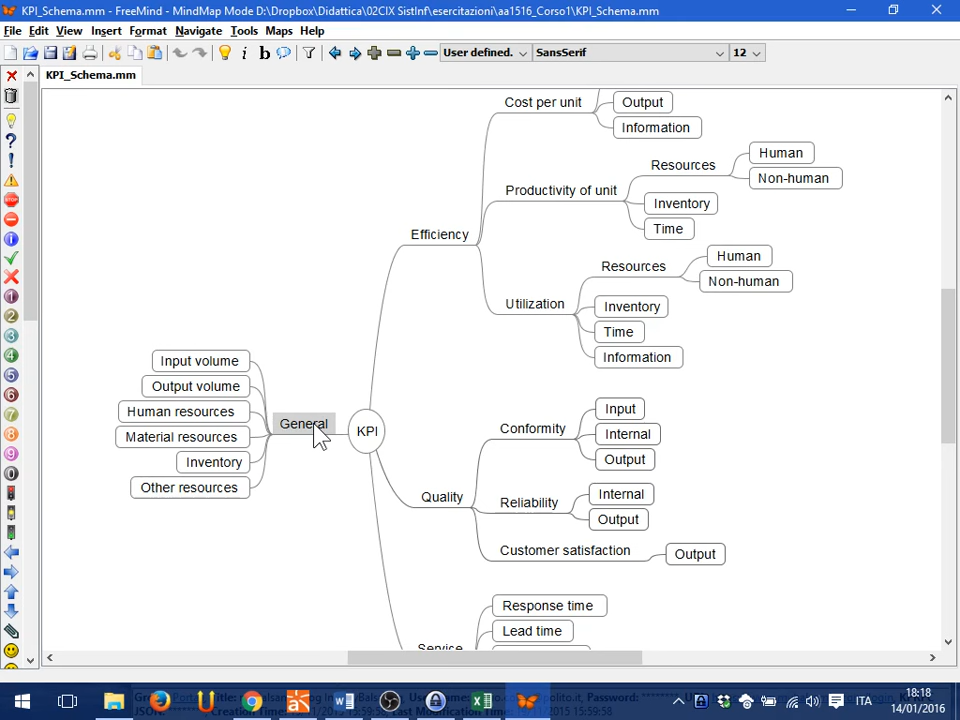 KPI_Schema.mm - FreeMind - MindMap Mode D:\Dropbox\Didattica\02CIX SistInf\esercitazioni\aa1516_Corso1\KPI_Schema.mm
File Edit View Insert Format Navigate Tools Maps Help
User defined. SansSerif 12
KPI_Schema.mm
Cost per unit
Output
Information
Productivity of unit
Resources
Human
Non-human
Inventory
Time
Efficiency
Utilization
Resources
Human
Non-human
Inventory
Time
Information
Input volume
Output volume
Human resources
Material resources
Inventory
Other resources
General
KPI
Quality
Conformity
Input
Internal
Output
Reliability
Internal
Output
Customer satisfaction
Output
Service
Response time
Lead time
ITA
18:18
14/01/2016